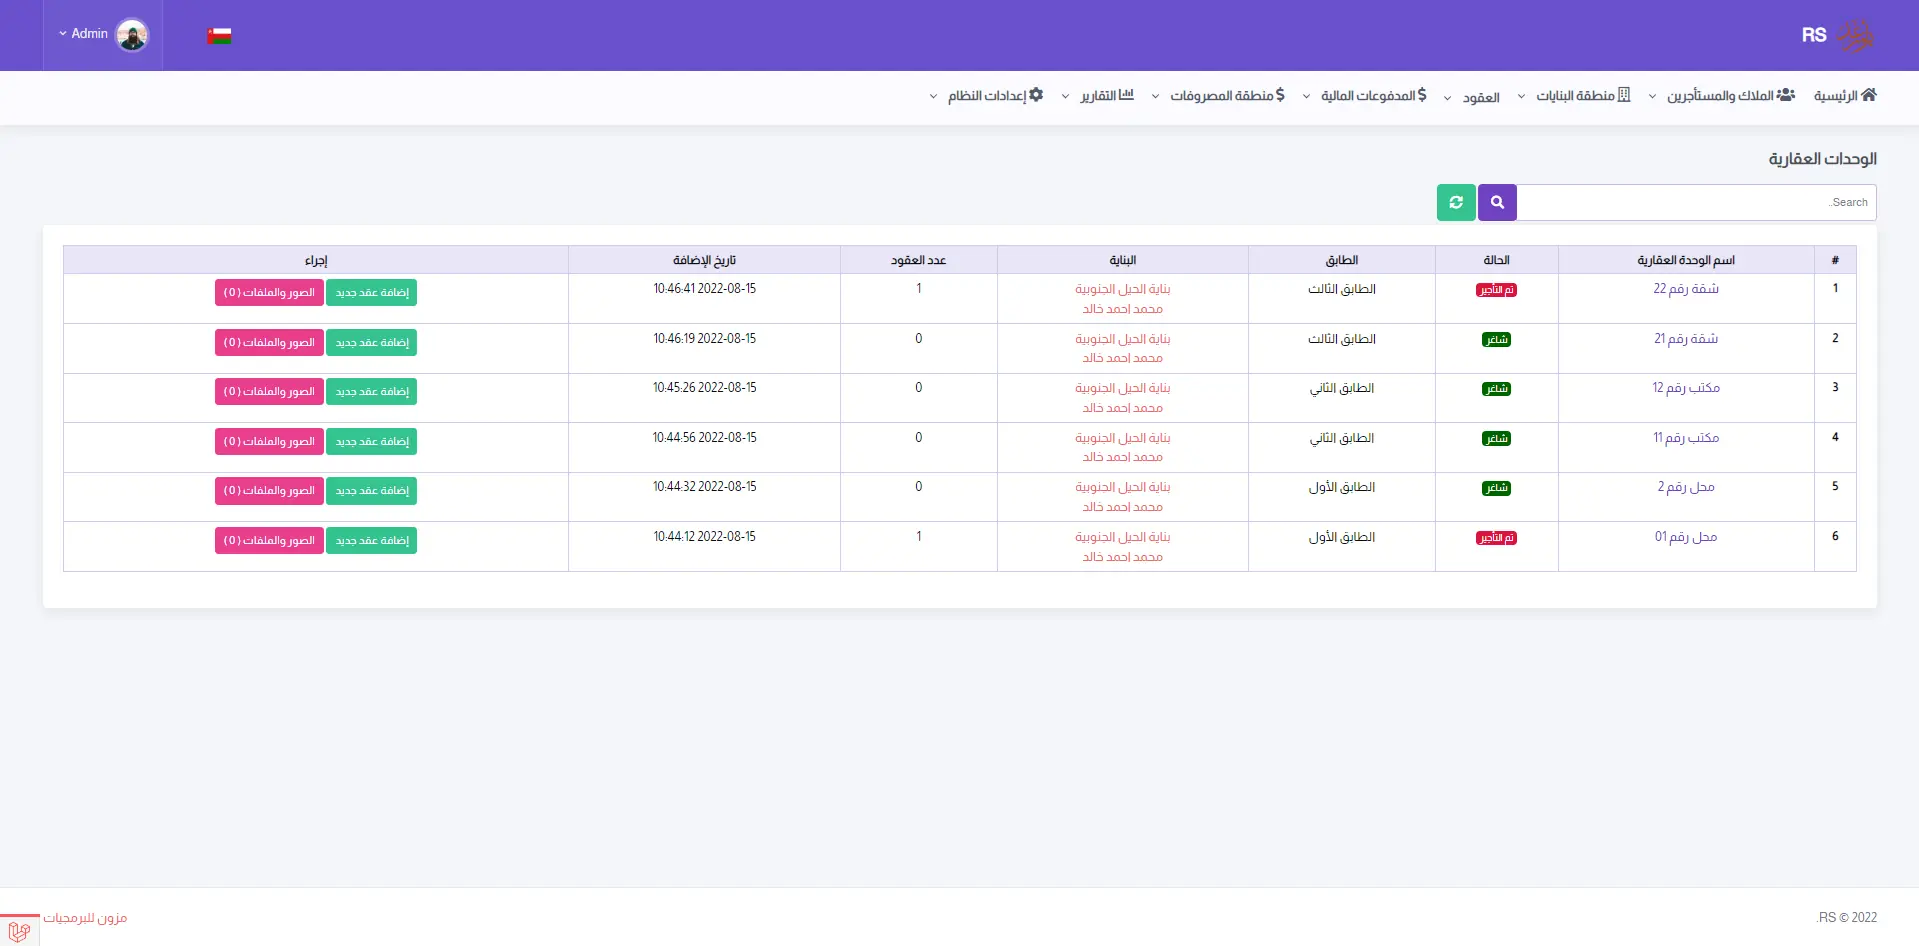 RS
Admin
الرئيسية
الملاك والمستأجرين
منطقة البنايات
العقود
المدفوعات المالية
منطقة المصروفات
التقارير
إعدادات النظام
الوحدات العقارية
Search..
# اسم الوحدة العقارية الحالة الطابق البناية عدد العقود تاريخ الإضافة إجراء
1 شقة رقم 22 تم التأجير الطابق الثالث بناية الحيل الجنوبية 1 2022-08-15 10:46:41 إضافة عقد جديد الصور والملفات ( 0 )
محمد احمد خالد
2 شقة رقم 21 شاغر الطابق الثالث بناية الحيل الجنوبية 0 2022-08-15 10:46:19 إضافة عقد جديد الصور والملفات ( 0 )
محمد احمد خالد
3 مكتب رقم 12 شاغر الطابق الثاني بناية الحيل الجنوبية 0 2022-08-15 10:45:26 إضافة عقد جديد الصور والملفات ( 0 )
محمد احمد خالد
4 مكتب رقم 11 شاغر الطابق الثاني بناية الحيل الجنوبية 0 2022-08-15 10:44:56 إضافة عقد جديد الصور والملفات ( 0 )
محمد احمد خالد
5 محل رقم 2 شاغر الطابق الأول بناية الحيل الجنوبية 0 2022-08-15 10:44:32 إضافة عقد جديد الصور والملفات ( 0 )
محمد احمد خالد
6 محل رقم 01 تم التأجير الطابق الأول بناية الحيل الجنوبية 1 2022-08-15 10:44:12 إضافة عقد جديد الصور والملفات ( 0 )
محمد احمد خالد
2022 © RS.
مزون للبرمجيات